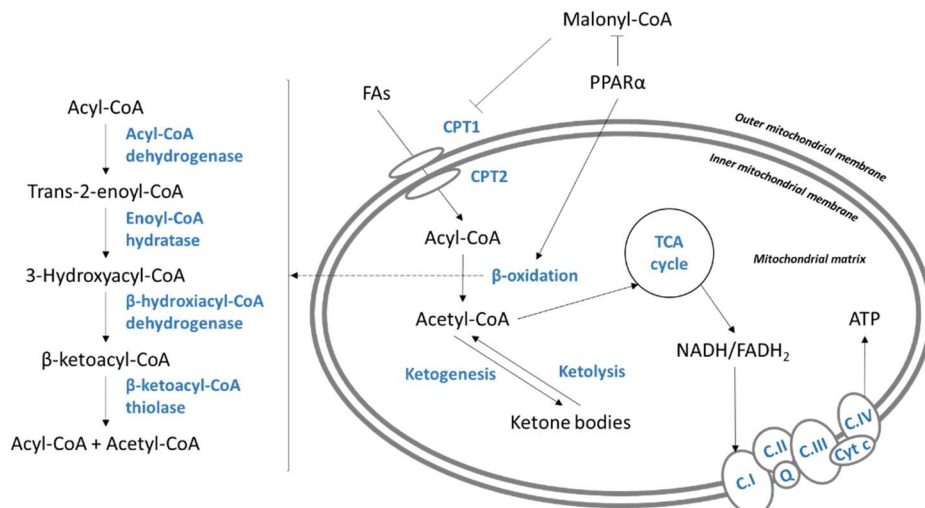 Malonyl-CoA
PPARα
FAs
CPT1
CPT2
Outer mitochondrial membrane
Inner mitochondrial membrane
Mitochondrial matrix
Acyl-CoA
Acyl-CoA
dehydrogenase
Trans-2-enoyl-CoA
Enoyl-CoA
hydratase
3-Hydroxyacyl-CoA
β-hydroxiacyl-CoA
dehydrogenase
β-ketoacyl-CoA
β-ketoacyl-CoA
thiolase
Acyl-CoA + Acetyl-CoA
Acyl-CoA
β-oxidation
Acetyl-CoA
TCA
cycle
Ketogenesis
Ketolysis
Ketone bodies
NADH/FADH₂
ATP
C.I
C.II
Q
C.III
Cyt c
C.IV